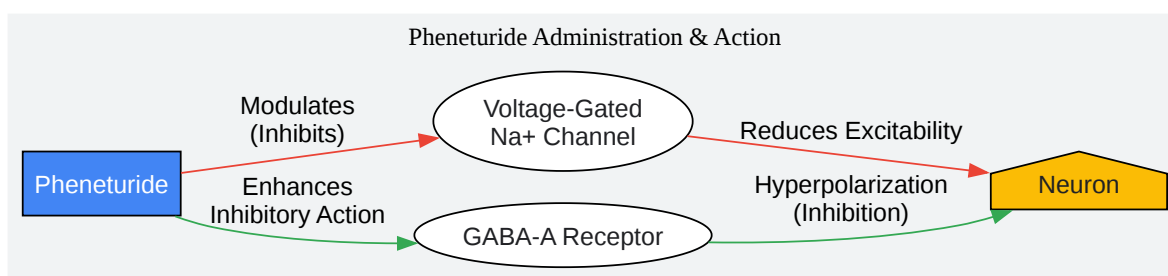 Pheneturide Administration & Action
Modulates
(Inhibits)
Voltage-Gated
Na+ Channel
Reduces Excitability
Pheneturide
Enhances
Inhibitory Action
GABA-A Receptor
Hyperpolarization
(Inhibition)
Neuron